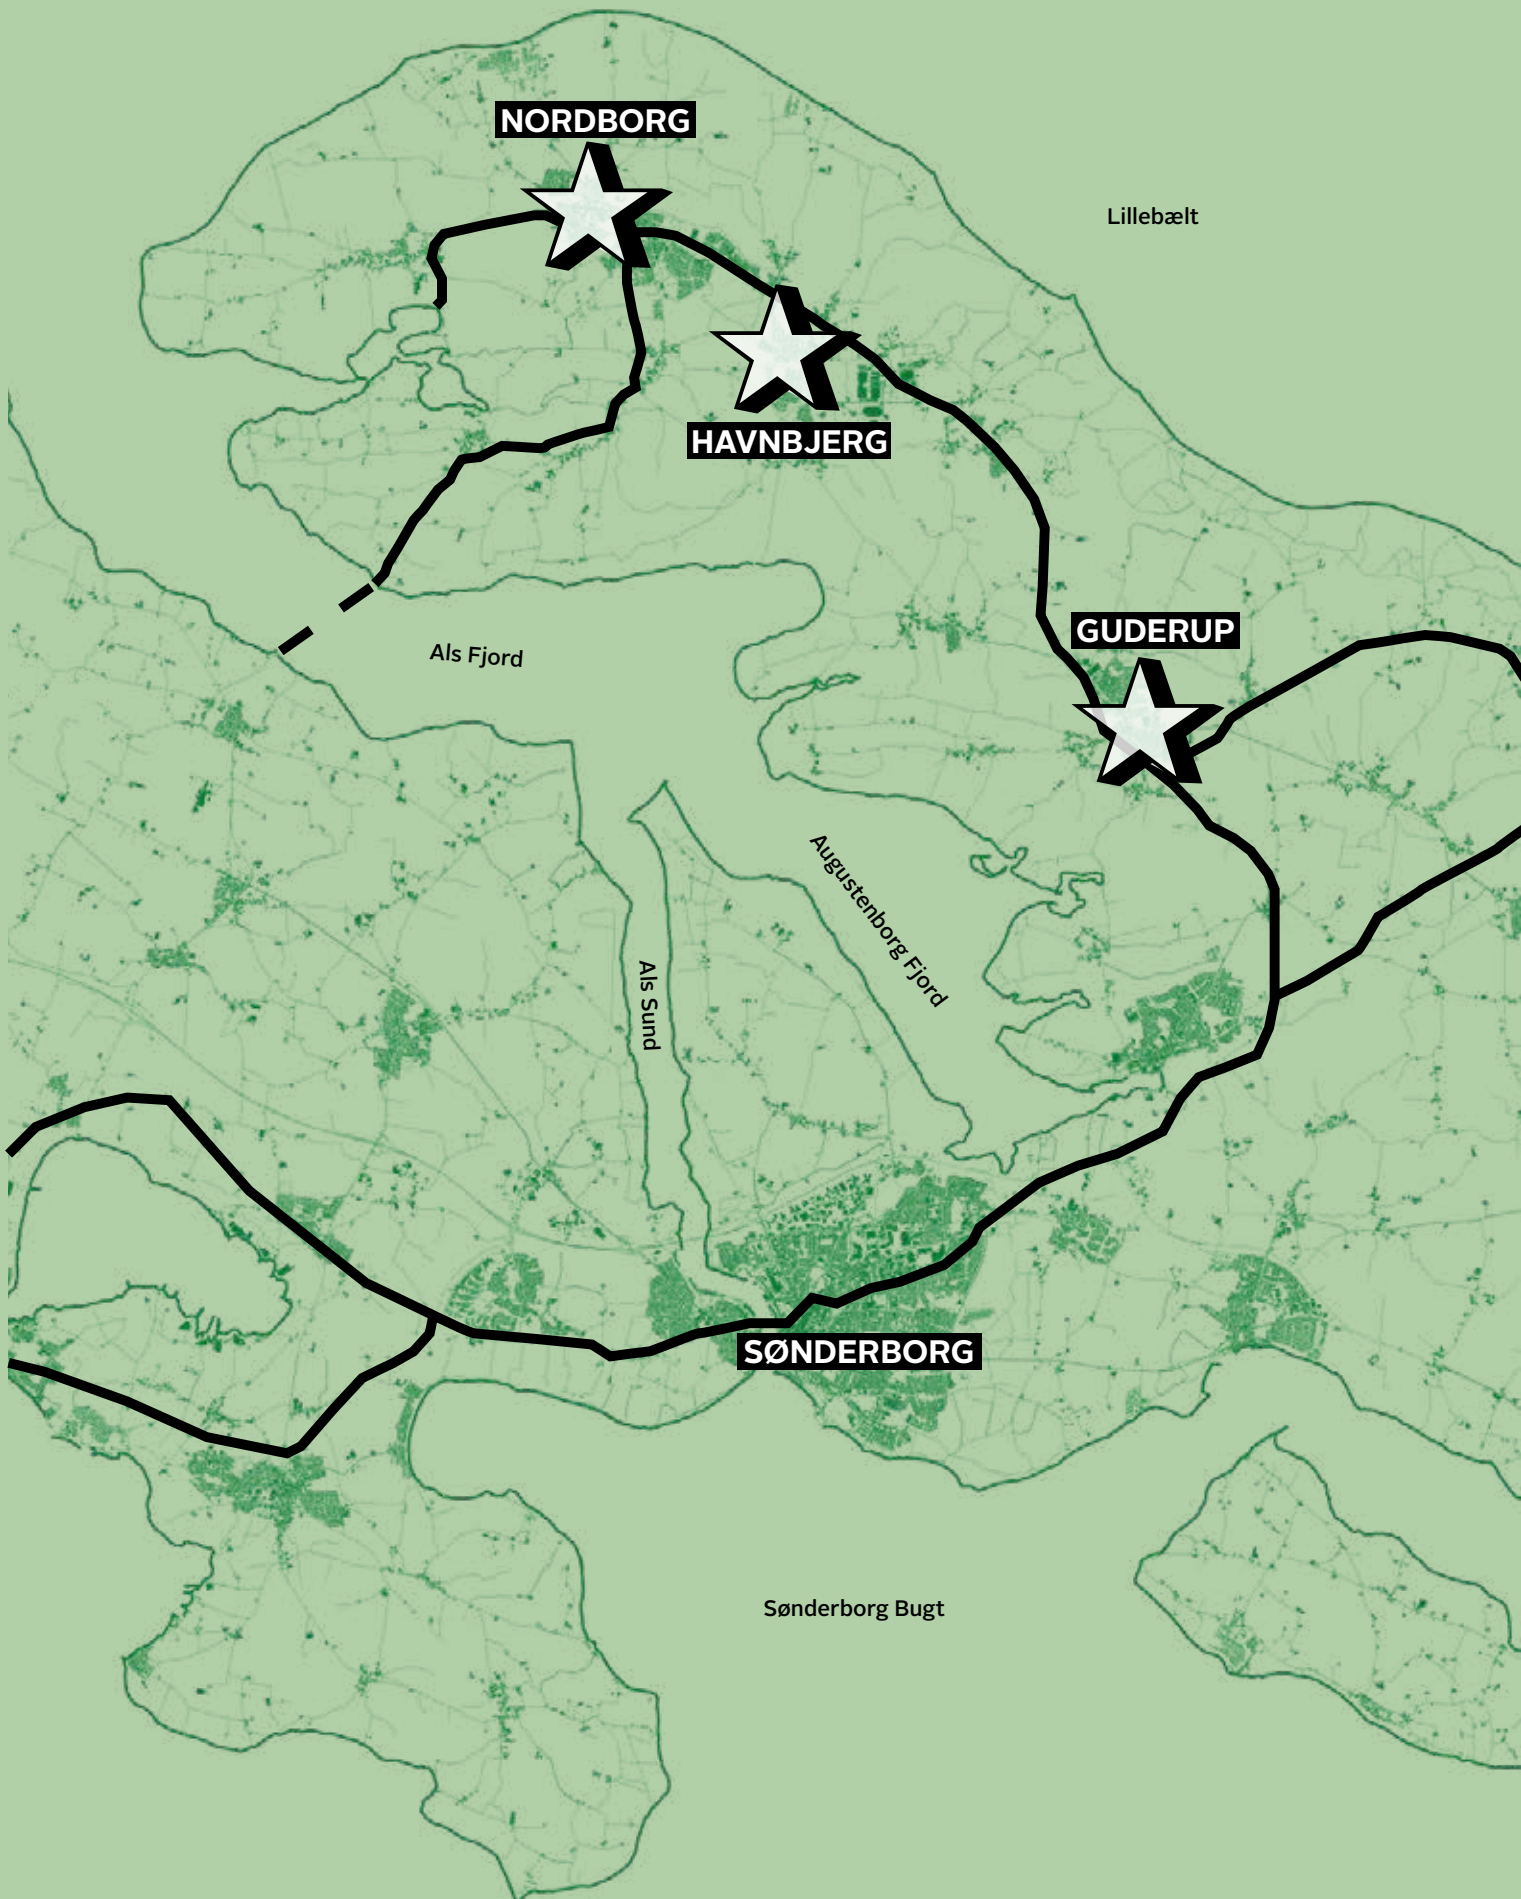 NORDBORG
Lillebælt
HAVNBJERG
GUDERUP
Als Fjord
Augustenborg Fjord
Als Sund
SØNDERBORG
Sønderborg Bugt